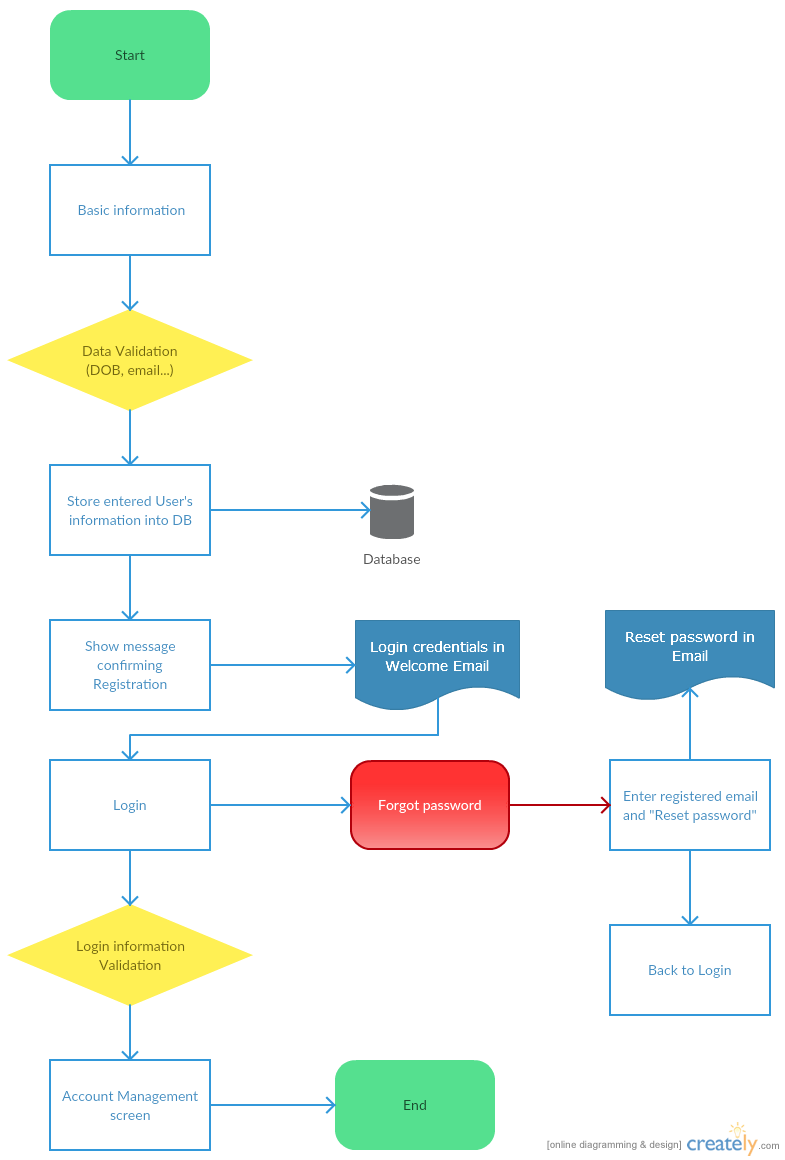 Start
Basic information
Data Validation
(DOB, email...)
Store entered User's
information into DB
Database
Show message
confirming
Registration
Login credentials in
Welcome Email
Reset password in
Email
Login
Forgot password
Enter registered email
and "Reset password"
Login information
Validation
Back to Login
Account Management
screen
End
[online diagramming & design] creately.com